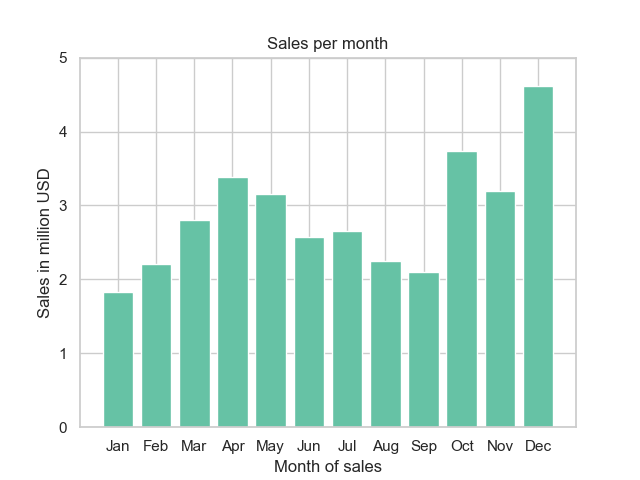 Sales per month
Sales in million USD
5
4
3
2
1
0
Jan Feb Mar Apr May Jun Jul Aug Sep Oct Nov Dec
Month of sales